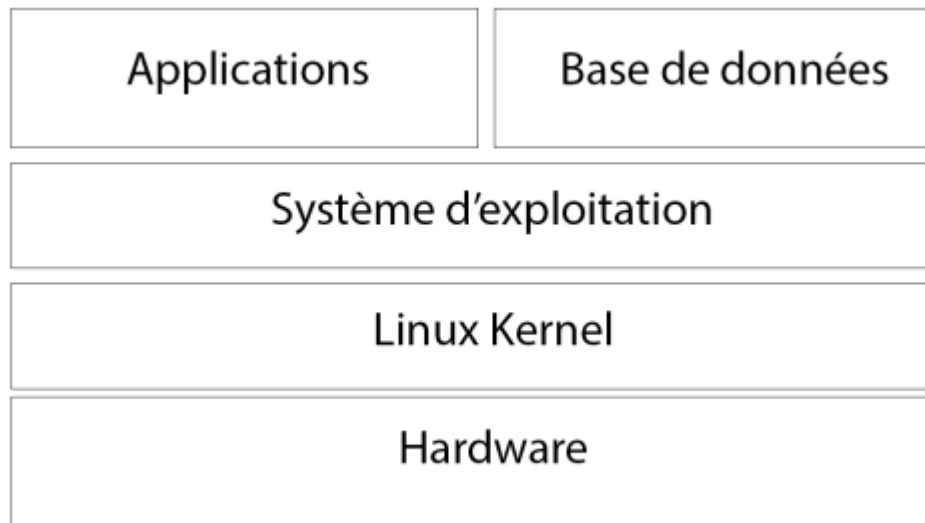 Applications
Base de données
Système d’exploitation
Linux Kernel
Hardware